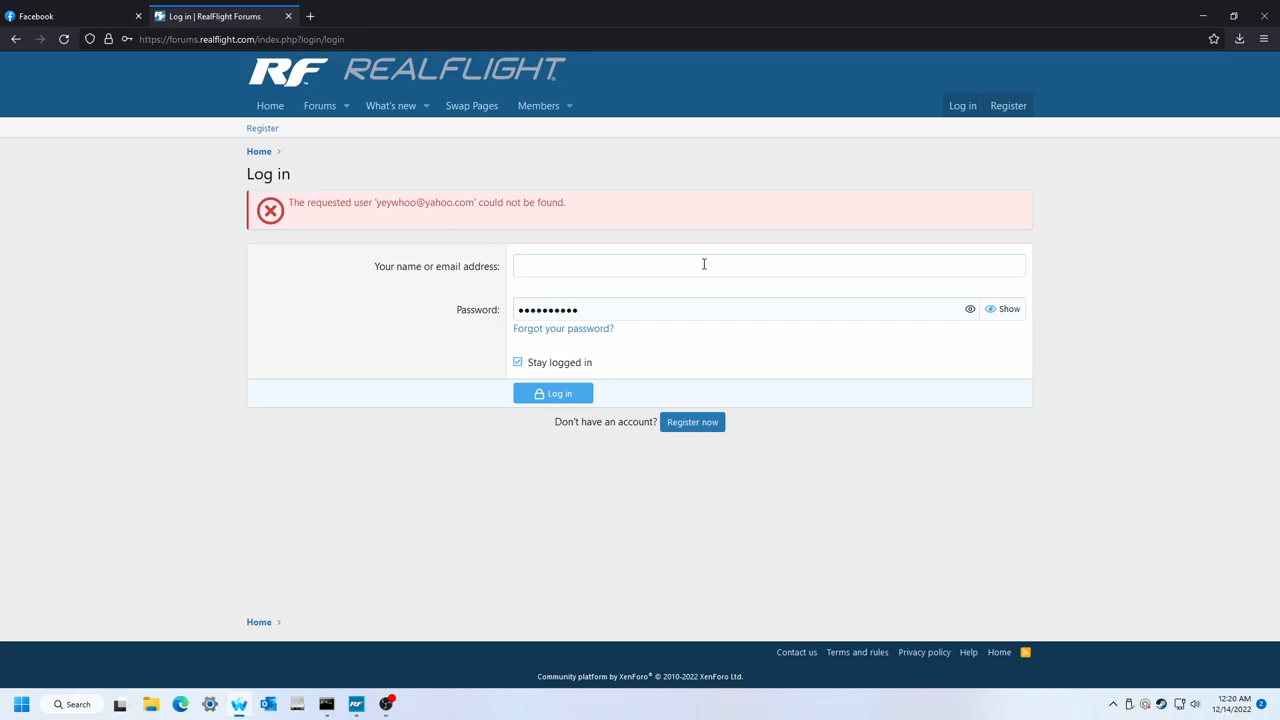 Facebook
Log in | RealFlight Forums
https://forums.realflight.com/index.php?login/login
RF REALFLIGHT
Home Forums What's new Swap Pages Members Log in Register
Register
Home
Log in
The requested user 'yeywhoo@yahoo.com' could not be found.
Your name or email address:
Password: •••••••••• Show
Forgot your password?
Stay logged in
Log in
Don't have an account? Register now
Home
Contact us Terms and rules Privacy policy Help Home
Community platform by XenForo® © 2010-2022 XenForo Ltd.
Search RF 12:20 AM
12/14/2022 2